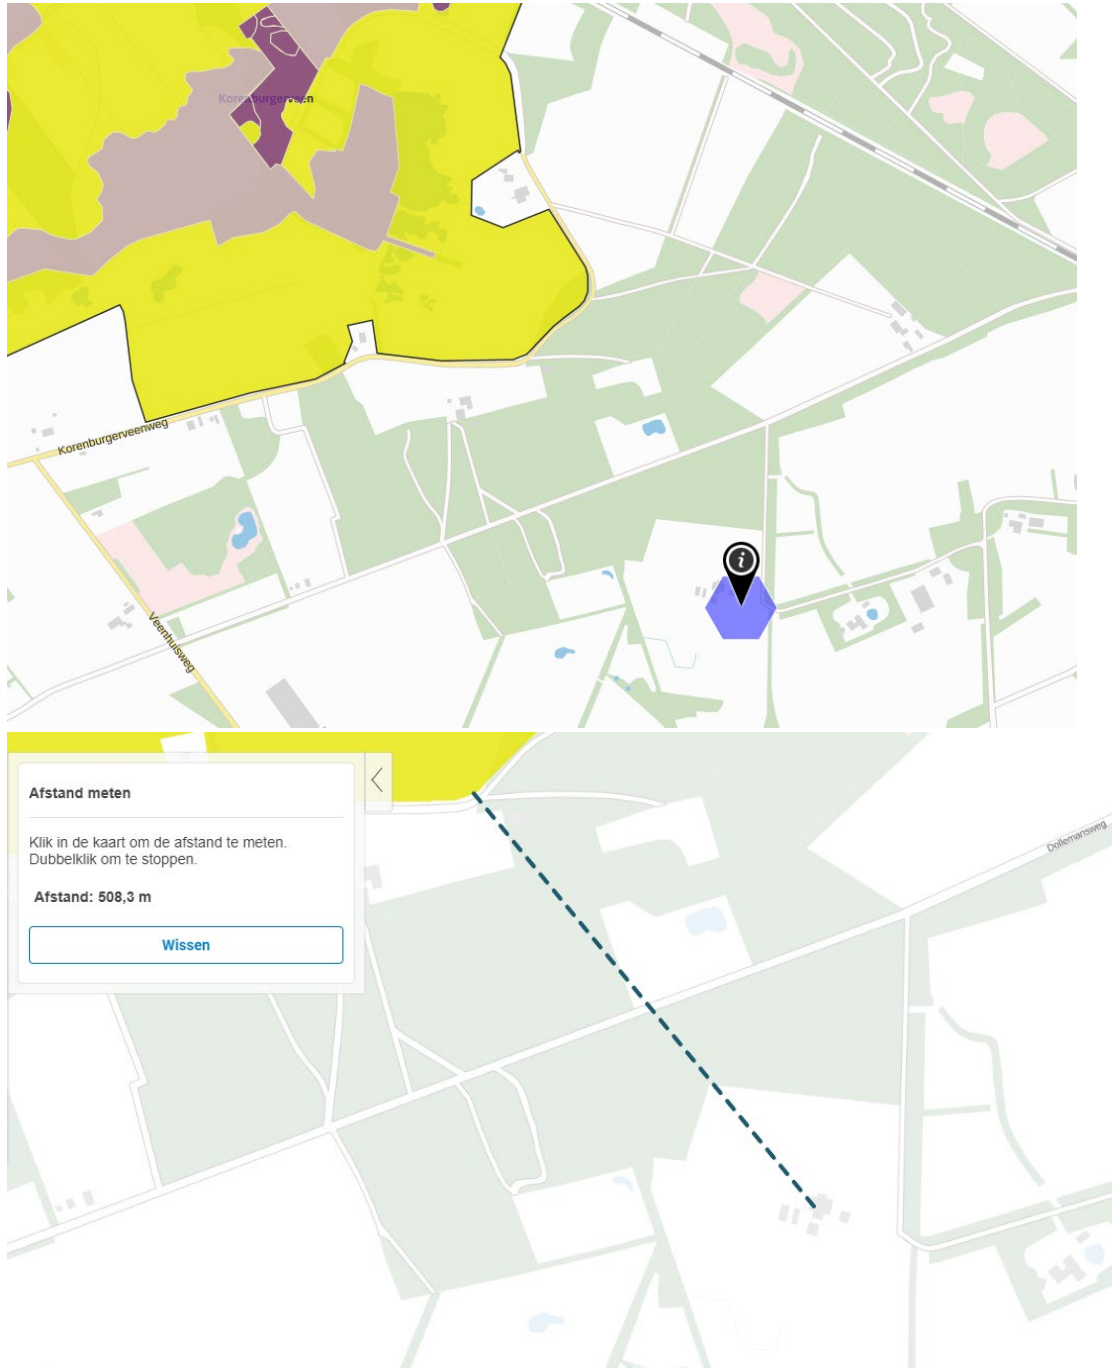 Korenburgerveen
Korenburgerveenweg
Veenhuisweg
i
Afstand meten
Klik in de kaart om de afstand te meten.
Dubbelklik om te stoppen.
Afstand: 508,3 m
Wissen
Dollemansweg